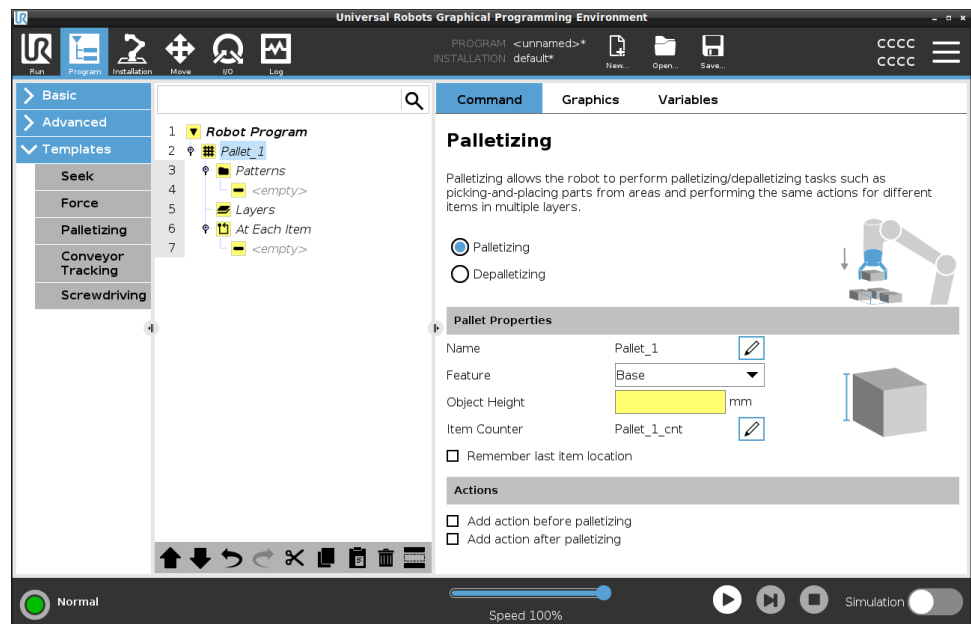 Universal Robots Graphical Programming Environment
Run
Program
Installation
Move
I/O
Log
PROGRAM <unnamed>*
INSTALLATION default*
New...
Open...
Save...
CCCC
CCCC
Basic
Advanced
Templates
Seek
Force
Palletizing
Conveyor
Tracking
Screwdriving
1 Robot Program
2 Pallet_1
3 Patterns
4 <empty>
5 Layers
6 At Each Item
7 <empty>
Command Graphics Variables
Palletizing
Palletizing allows the robot to perform palletizing/depalletizing tasks such as
picking-and-placing parts from areas and performing the same actions for different
items in multiple layers.
Palletizing
Depalletizing
Pallet Properties
Name Pallet_1
Feature Base
Object Height mm
Item Counter Pallet_1_cnt
Remember last item location
Actions
Add action before palletizing
Add action after palletizing
Normal
Speed 100%
Simulation